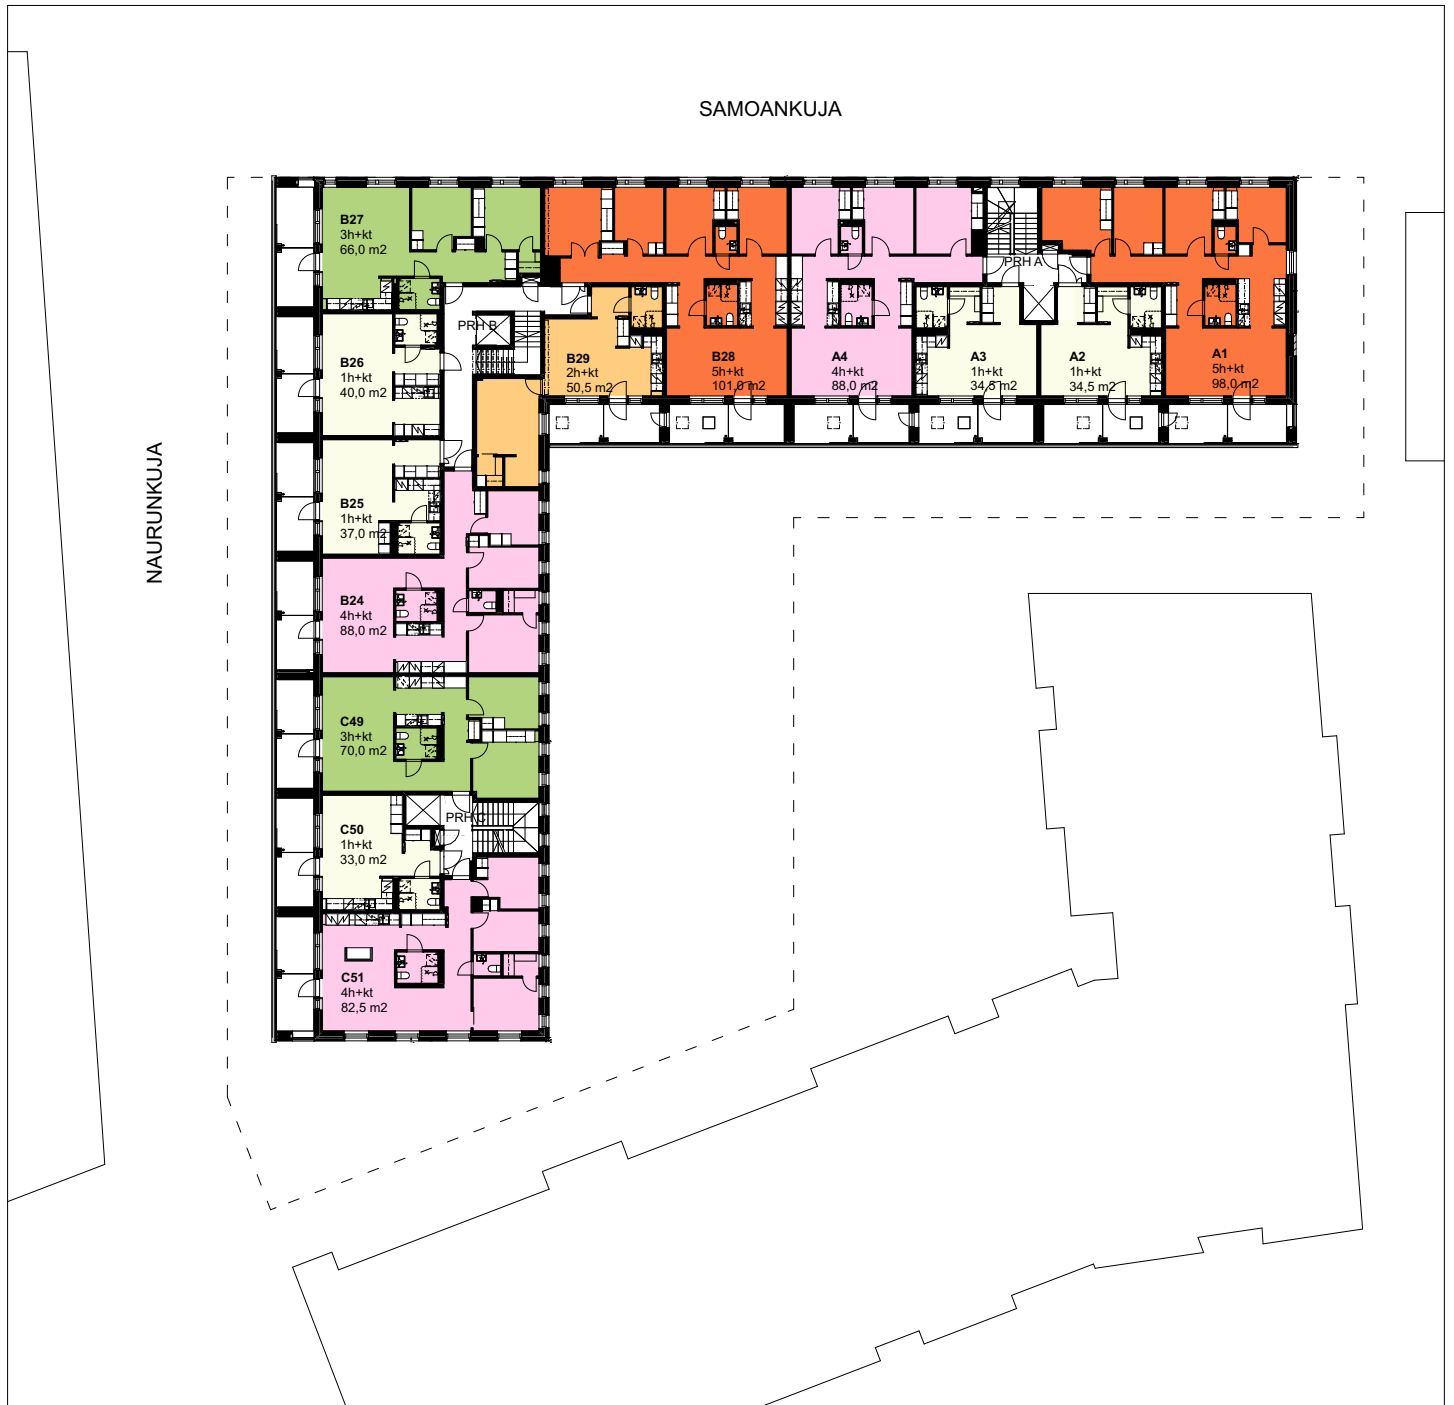 SAMOANKUJA
NAURUNKUJA
B27
3h+kt
66,0 m2
PRH A
PRH B
B29
2h+kt
50,5 m2
B28
5h+kt
101,0 m2
A4
4h+kt
88,0 m2
A3
1h+kt
34,5 m2
A2
1h+kt
34,5 m2
A1
5h+kt
98,0 m2
B26
1h+kt
40,0 m2
B25
1h+kt
37,0 m2
B24
4h+kt
88,0 m2
C49
3h+kt
70,0 m2
PRH C
C50
1h+kt
33,0 m2
C51
4h+kt
82,5 m2